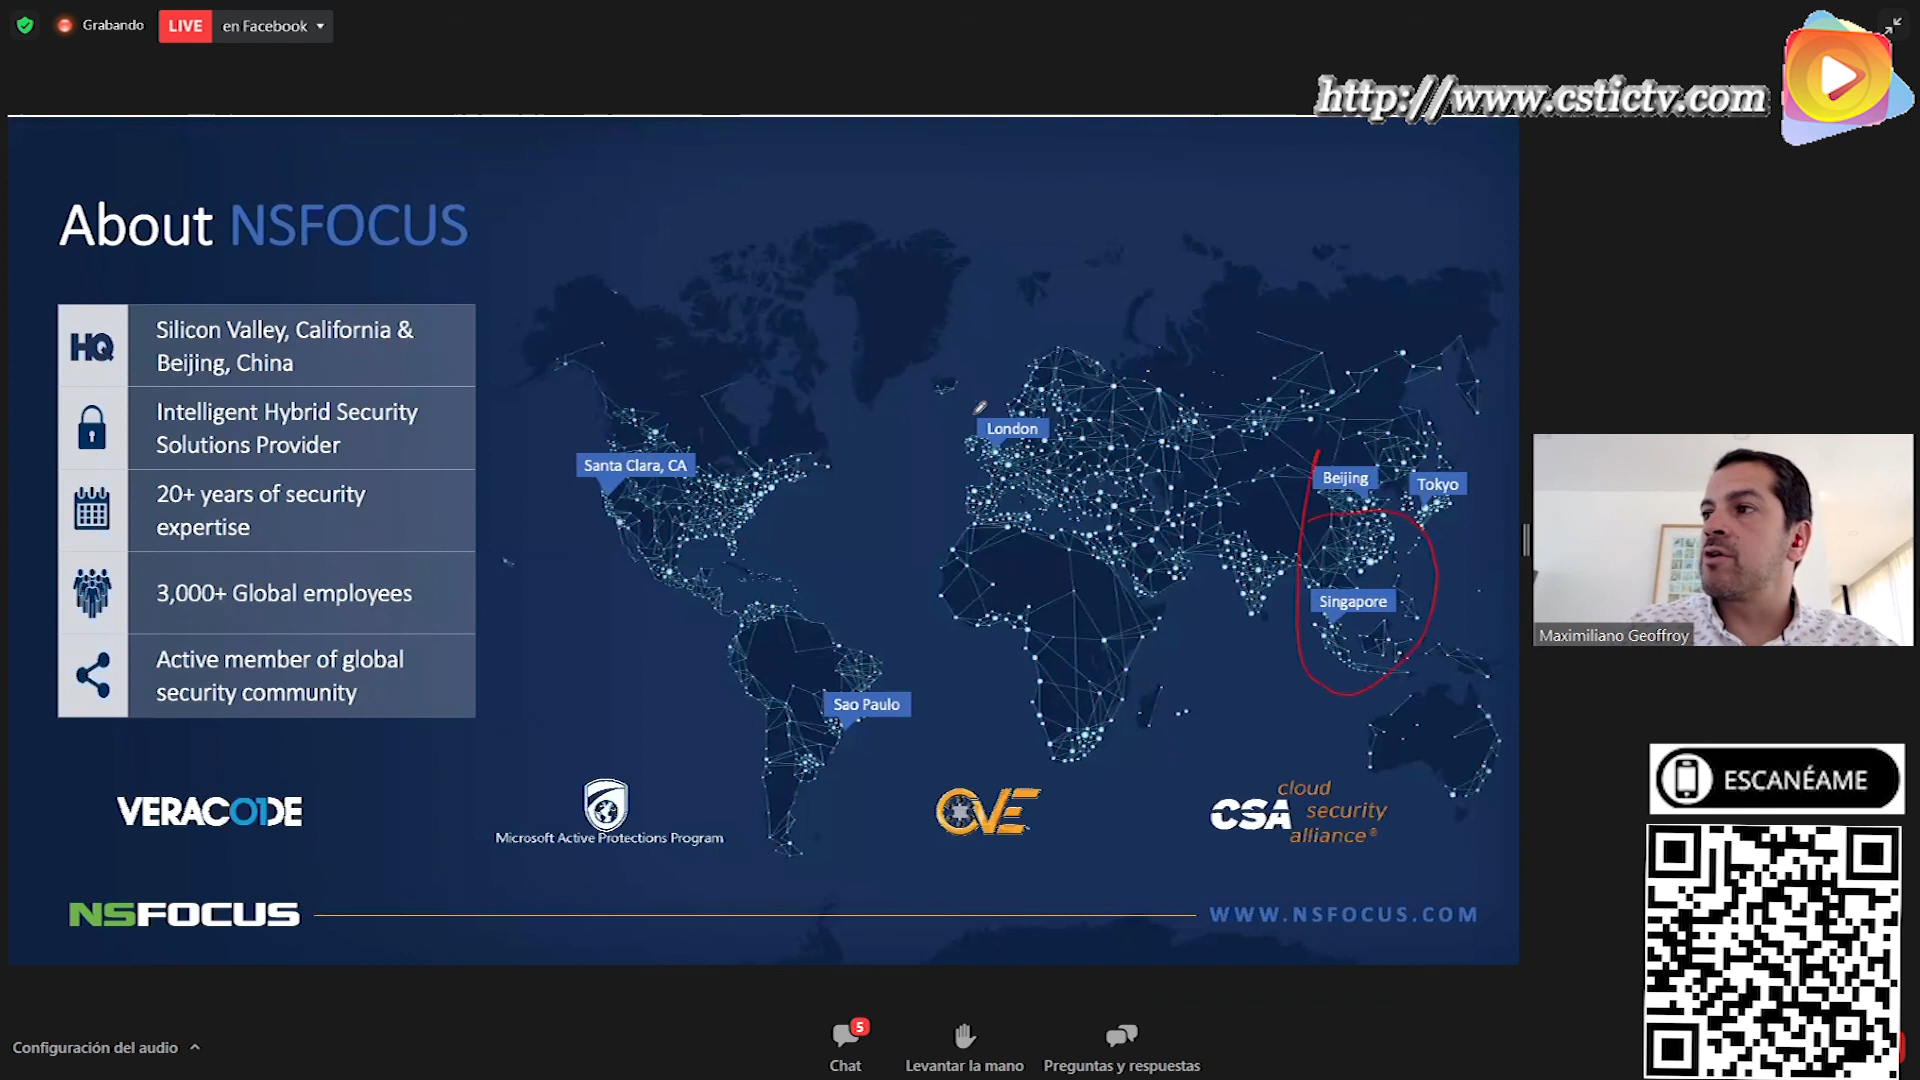 Grabando
LIVE en Facebook
http://www.cstictv.com
About NSFOCUS
HQ
Silicon Valley, California &
Beijing, China
Intelligent Hybrid Security
Solutions Provider
20+ years of security
expertise
3,000+ Global employees
Active member of global
security community
London
Santa Clara, CA
Beijing
Tokyo
Singapore
Sao Paulo
Maximiliano Geoffroy
VERACODE
Microsoft Active Protections Program
CVE
CSA cloud security alliance®
NSFOCUS
WWW.NSFOCUS.COM
ESCANÉAME
Configuración del audio
5
Chat
Levantar la mano
Preguntas y respuestas